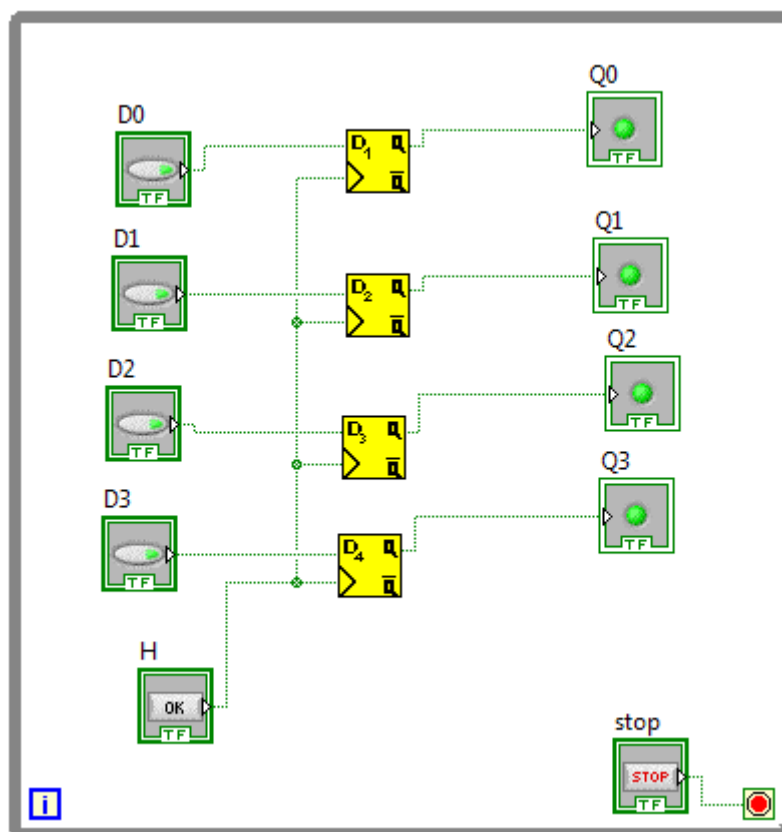 D0
TF
D1 Q Q
Q0
TF
D1
TF
D2 Q Q
Q1
TF
D2
TF
D3 Q Q
Q2
TF
D3
TF
D4 Q Q
Q3
TF
H
OK
TF
stop
STOP
TF
i